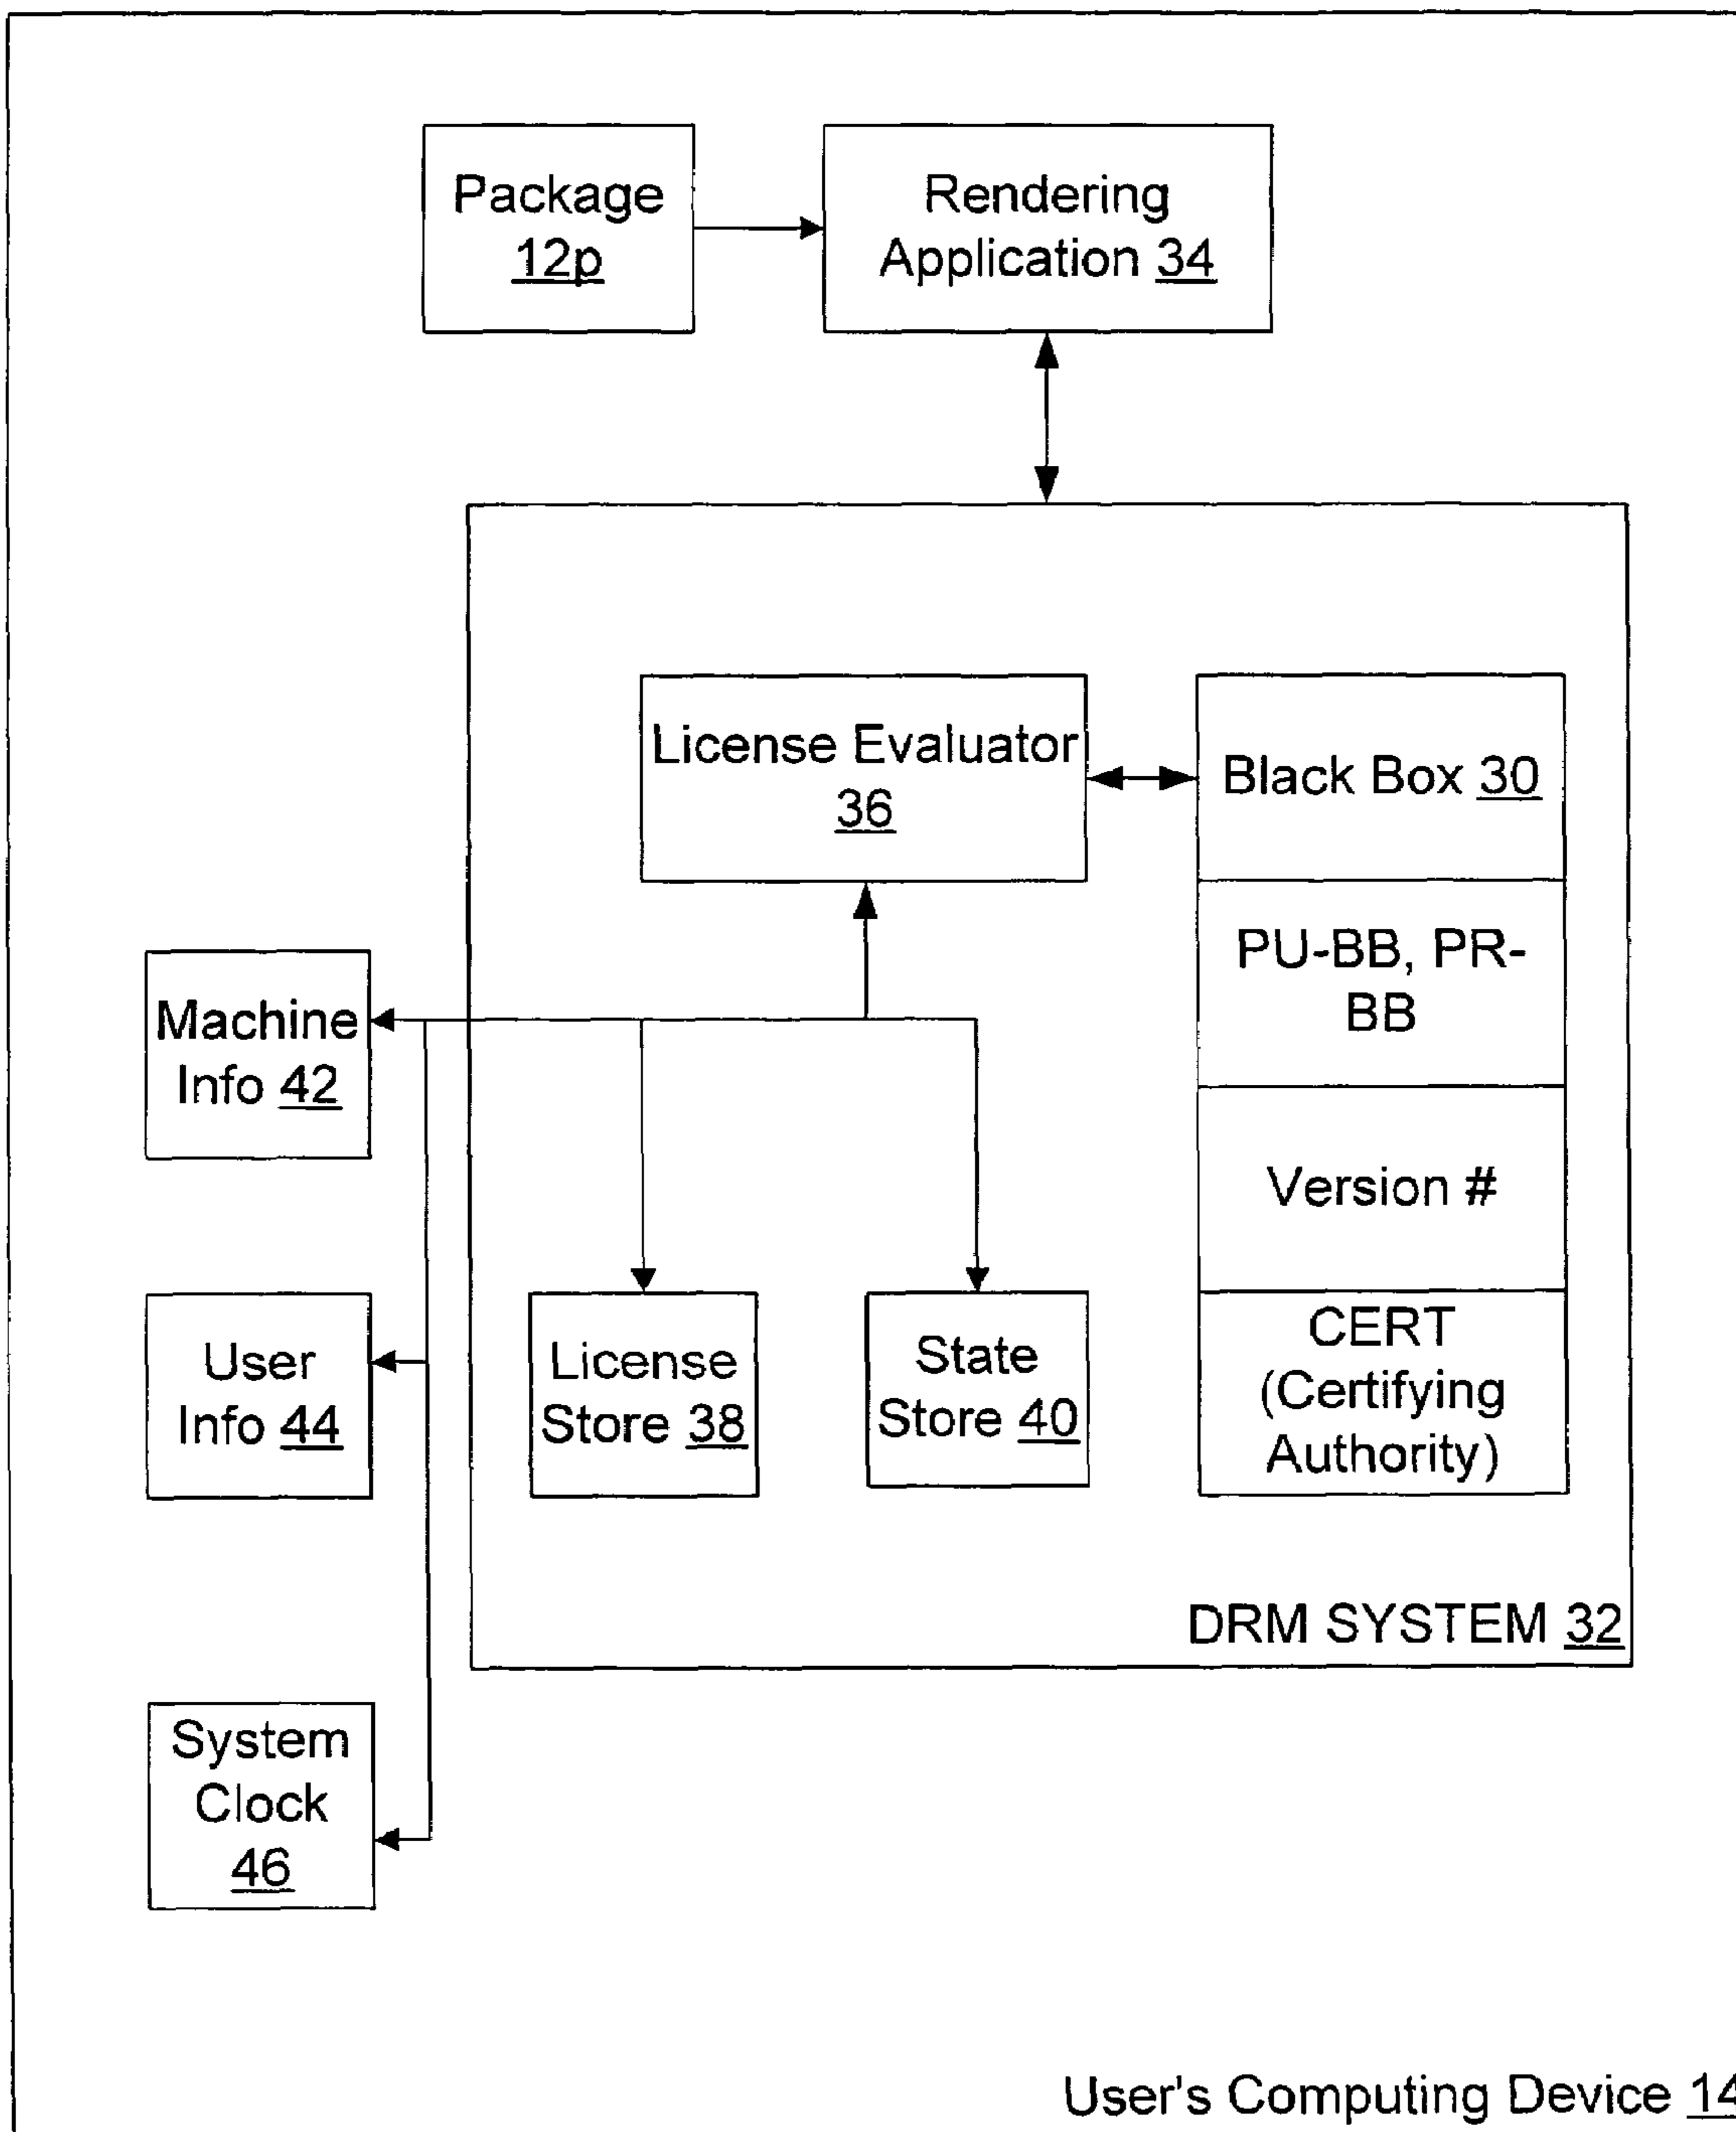 Package
12p
Rendering
Application 34
License Evaluator
36
Black Box 30
PU-BB, PR-
BB
Version #
CERT
(Certifying
Authority)
Machine
Info 42
User
Info 44
System
Clock
46
License
Store 38
State
Store 40
DRM SYSTEM 32
User's Computing Device 14